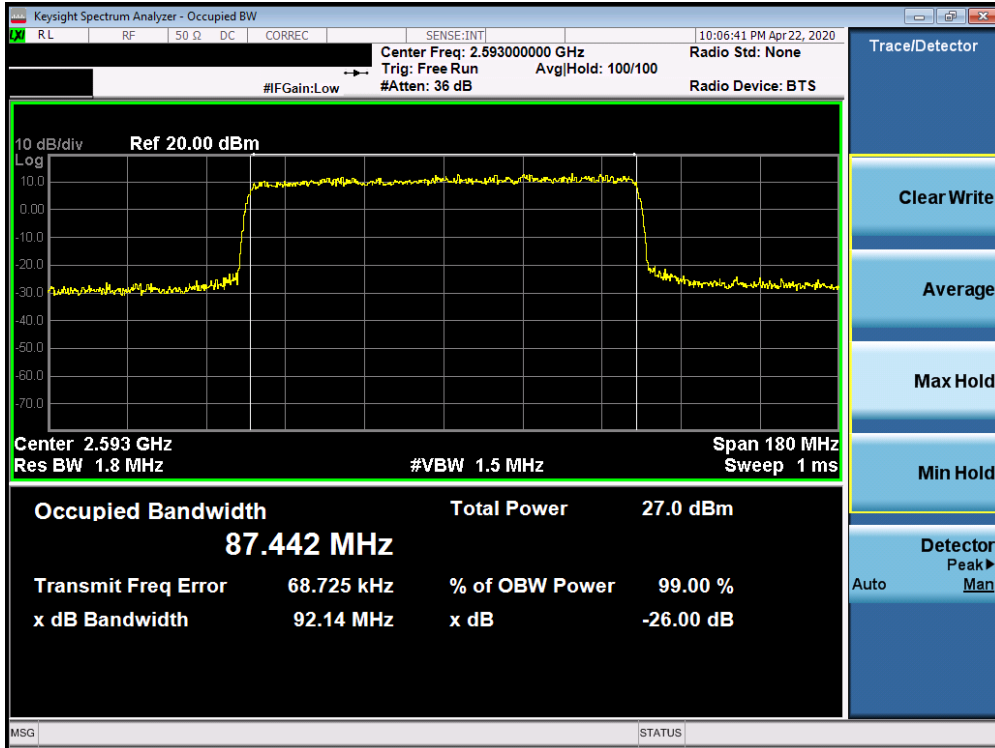 Keysight Spectrum Analyzer - Occupied BW
LXI RL RF 50 Ω DC CORREC SENSE:INT 10:06:41 PM Apr 22, 2020
Center Freq: 2.593000000 GHz Radio Std: None
Trig: Free Run Avg|Hold: 100/100
#IFGain:Low #Atten: 36 dB Radio Device: BTS
10 dB/div Ref 20.00 dBm
Log
10.0
0.00
-10.0
-20.0
-30.0
-40.0
-50.0
-60.0
-70.0
Center 2.593 GHz Span 180 MHz
Res BW 1.8 MHz #VBW 1.5 MHz Sweep 1 ms
Occupied Bandwidth Total Power 27.0 dBm
87.442 MHz
Transmit Freq Error 68.725 kHz % of OBW Power 99.00 %
x dB Bandwidth 92.14 MHz x dB -26.00 dB
MSG STATUS
Trace/Detector
Clear Write
Average
Max Hold
Min Hold
Detector
Peak▶
Auto Man